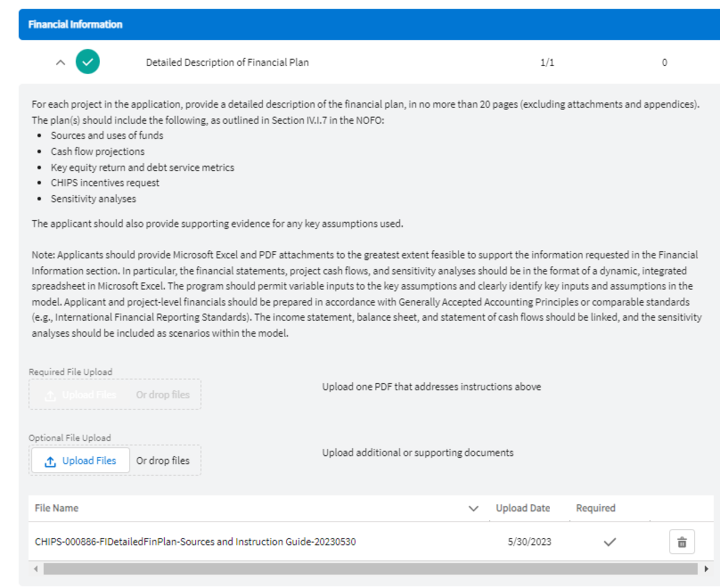 Financial Information
Detailed Description of Financial Plan 1/1 0
For each project in the application, provide a detailed description of the financial plan, in no more than 20 pages (excluding attachments and appendices).
The plan(s) should include the following, as outlined in Section IV.I.7 in the NOFO:
• Sources and uses of funds
• Cash flow projections
• Key equity return and debt service metrics
• CHIPS incentives request
• Sensitivity analyses
The applicant should also provide supporting evidence for any key assumptions used.
Note: Applicants should provide Microsoft Excel and PDF attachments to the greatest extent feasible to support the information requested in the Financial
Information section. In particular, the financial statements, project cash flows, and sensitivity analyses should be in the format of a dynamic, integrated
spreadsheet in Microsoft Excel. The program should permit variable inputs to the key assumptions and clearly identify key inputs and assumptions in the
model. Applicant and project-level financials should be prepared in accordance with Generally Accepted Accounting Principles or comparable standards
(e.g., International Financial Reporting Standards). The income statement, balance sheet, and statement of cash flows should be linked, and the sensitivity
analyses should be included as scenarios within the model.
Required File Upload
Upload Files Or drop files
Upload one PDF that addresses instructions above
Optional File Upload
Upload Files Or drop files
Upload additional or supporting documents
File Name Upload Date Required
CHIPS-000886-FIDetailedFinPlan-Sources and Instruction Guide-20230530 5/30/2023